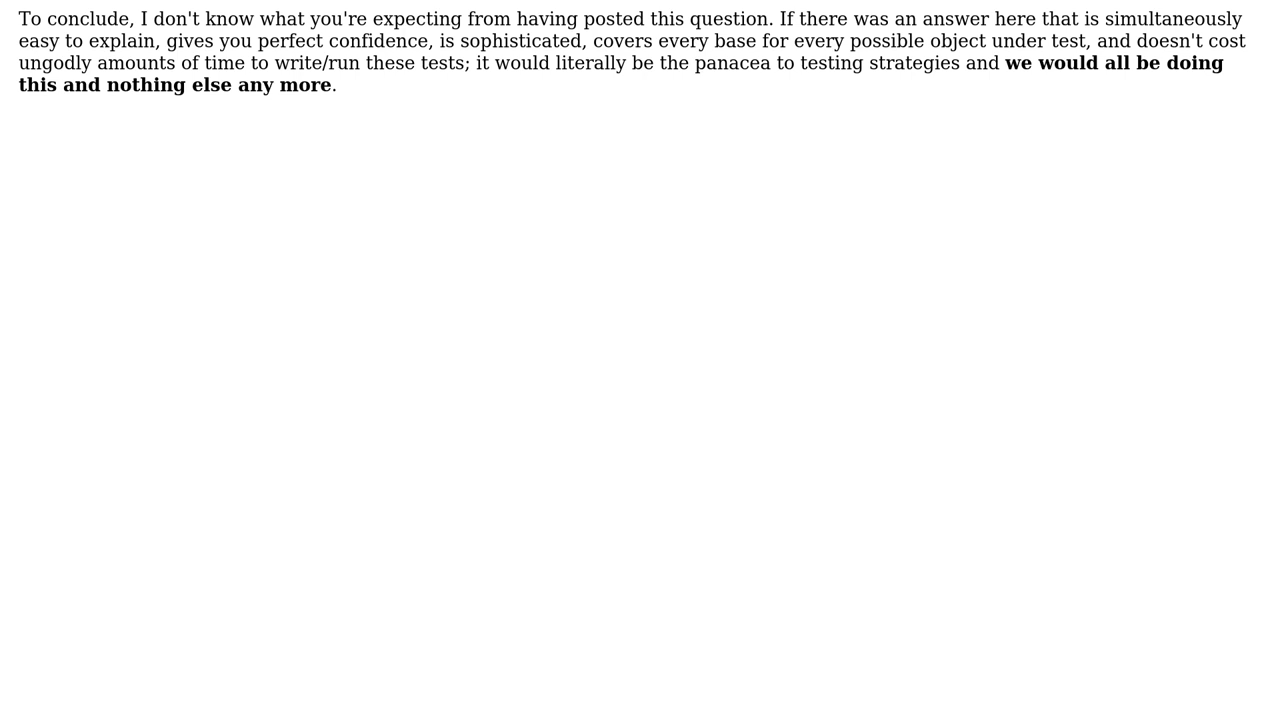 To conclude, I don't know what you're expecting from having posted this question. If there was an answer here that is simultaneously
easy to explain, gives you perfect confidence, is sophisticated, covers every base for every possible object under test, and doesn't cost
ungodly amounts of time to write/run these tests; it would literally be the panacea to testing strategies and we would all be doing
this and nothing else any more.